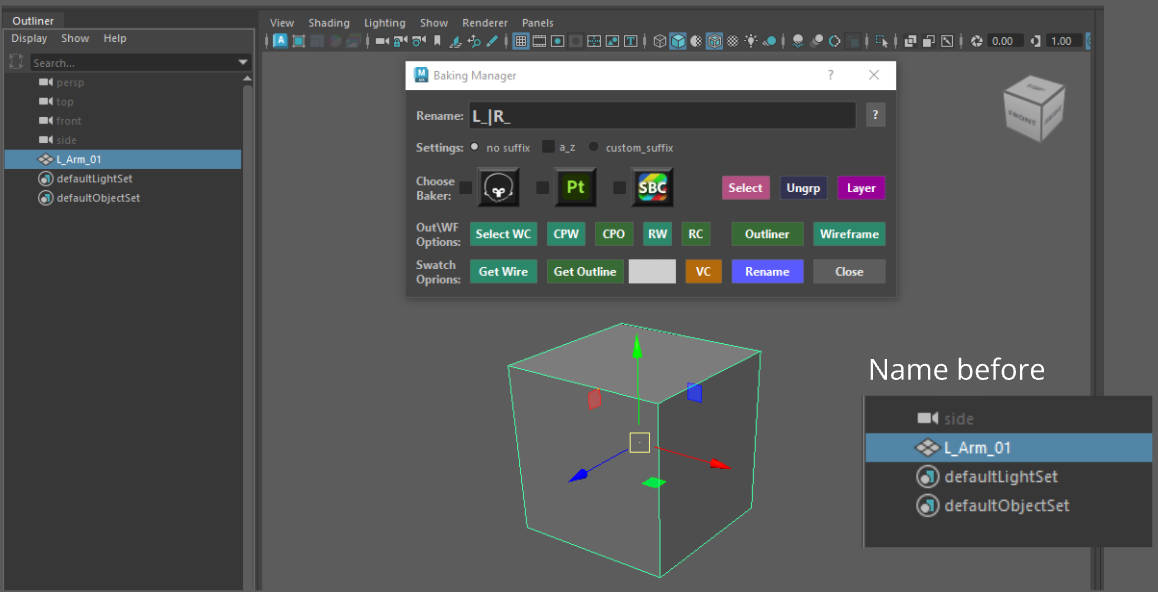 Outliner
Display Show Help
Search...
persp
top
front
side
L_Arm_01
defaultLightSet
defaultObjectSet
View Shading Lighting Show Renderer Panels
0.00
1.00
Baking Manager
?
Rename: L_|R_ ?
Settings: no suffix a_z custom_suffix
Choose
Baker:
Pt
SBC
Select Ungrp Layer
Out\WF
Options:
Select WC CPW CPO RW RC Outliner Wireframe
Swatch
Oprions:
Get Wire Get Outline VC Rename Close
FRONT
Name before
side
L_Arm_01
defaultLightSet
defaultObjectSet